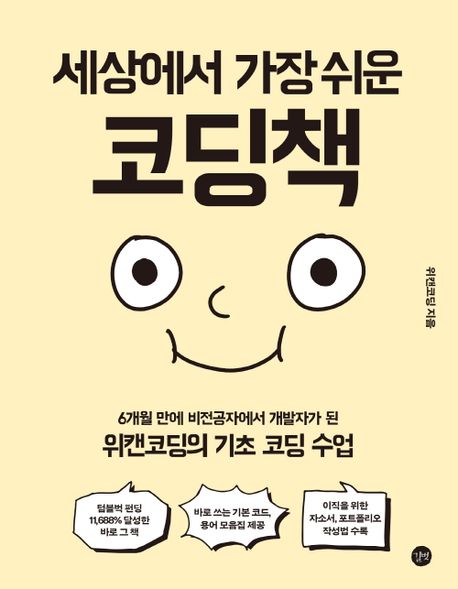 세상에서 가장 쉬운
코딩책
위캔코딩 지음
6개월 만에 비전공자에서 개발자가 된
위캔코딩의 기초 코딩 수업
텀블벅 펀딩
11,688% 달성한
바로 그 책
바로 쓰는 기본 코드,
용어 모음집 제공
이직을 위한
자소서, 포트폴리오
작성법 수록
길벗